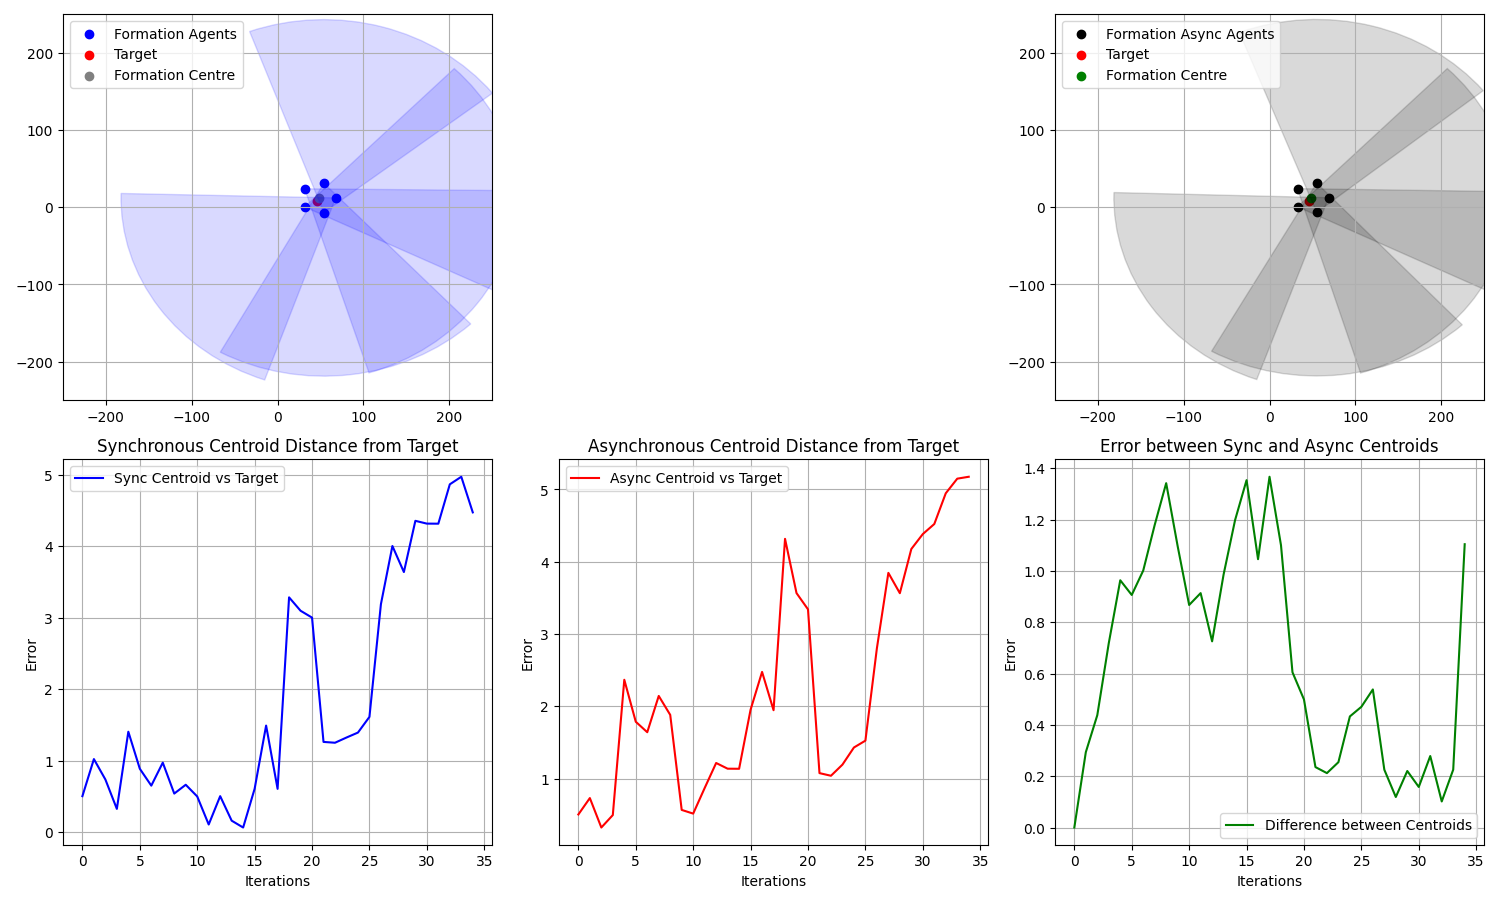 Formation Agents
Target
Formation Centre
200
100
0
−100
−200
−200 −100 0 100 200
Formation Async Agents
Target
Formation Centre
200
100
0
−100
−200
−200 −100 0 100 200
Synchronous Centroid Distance from Target
Sync Centroid vs Target
Error
5
4
3
2
1
0
0 5 10 15 20 25 30 35
Iterations
Asynchronous Centroid Distance from Target
Async Centroid vs Target
Error
5
4
3
2
1
0 5 10 15 20 25 30 35
Iterations
Error between Sync and Async Centroids
Error
1.4
1.2
1.0
0.8
0.6
0.4
0.2
0.0
Difference between Centroids
0 5 10 15 20 25 30 35
Iterations